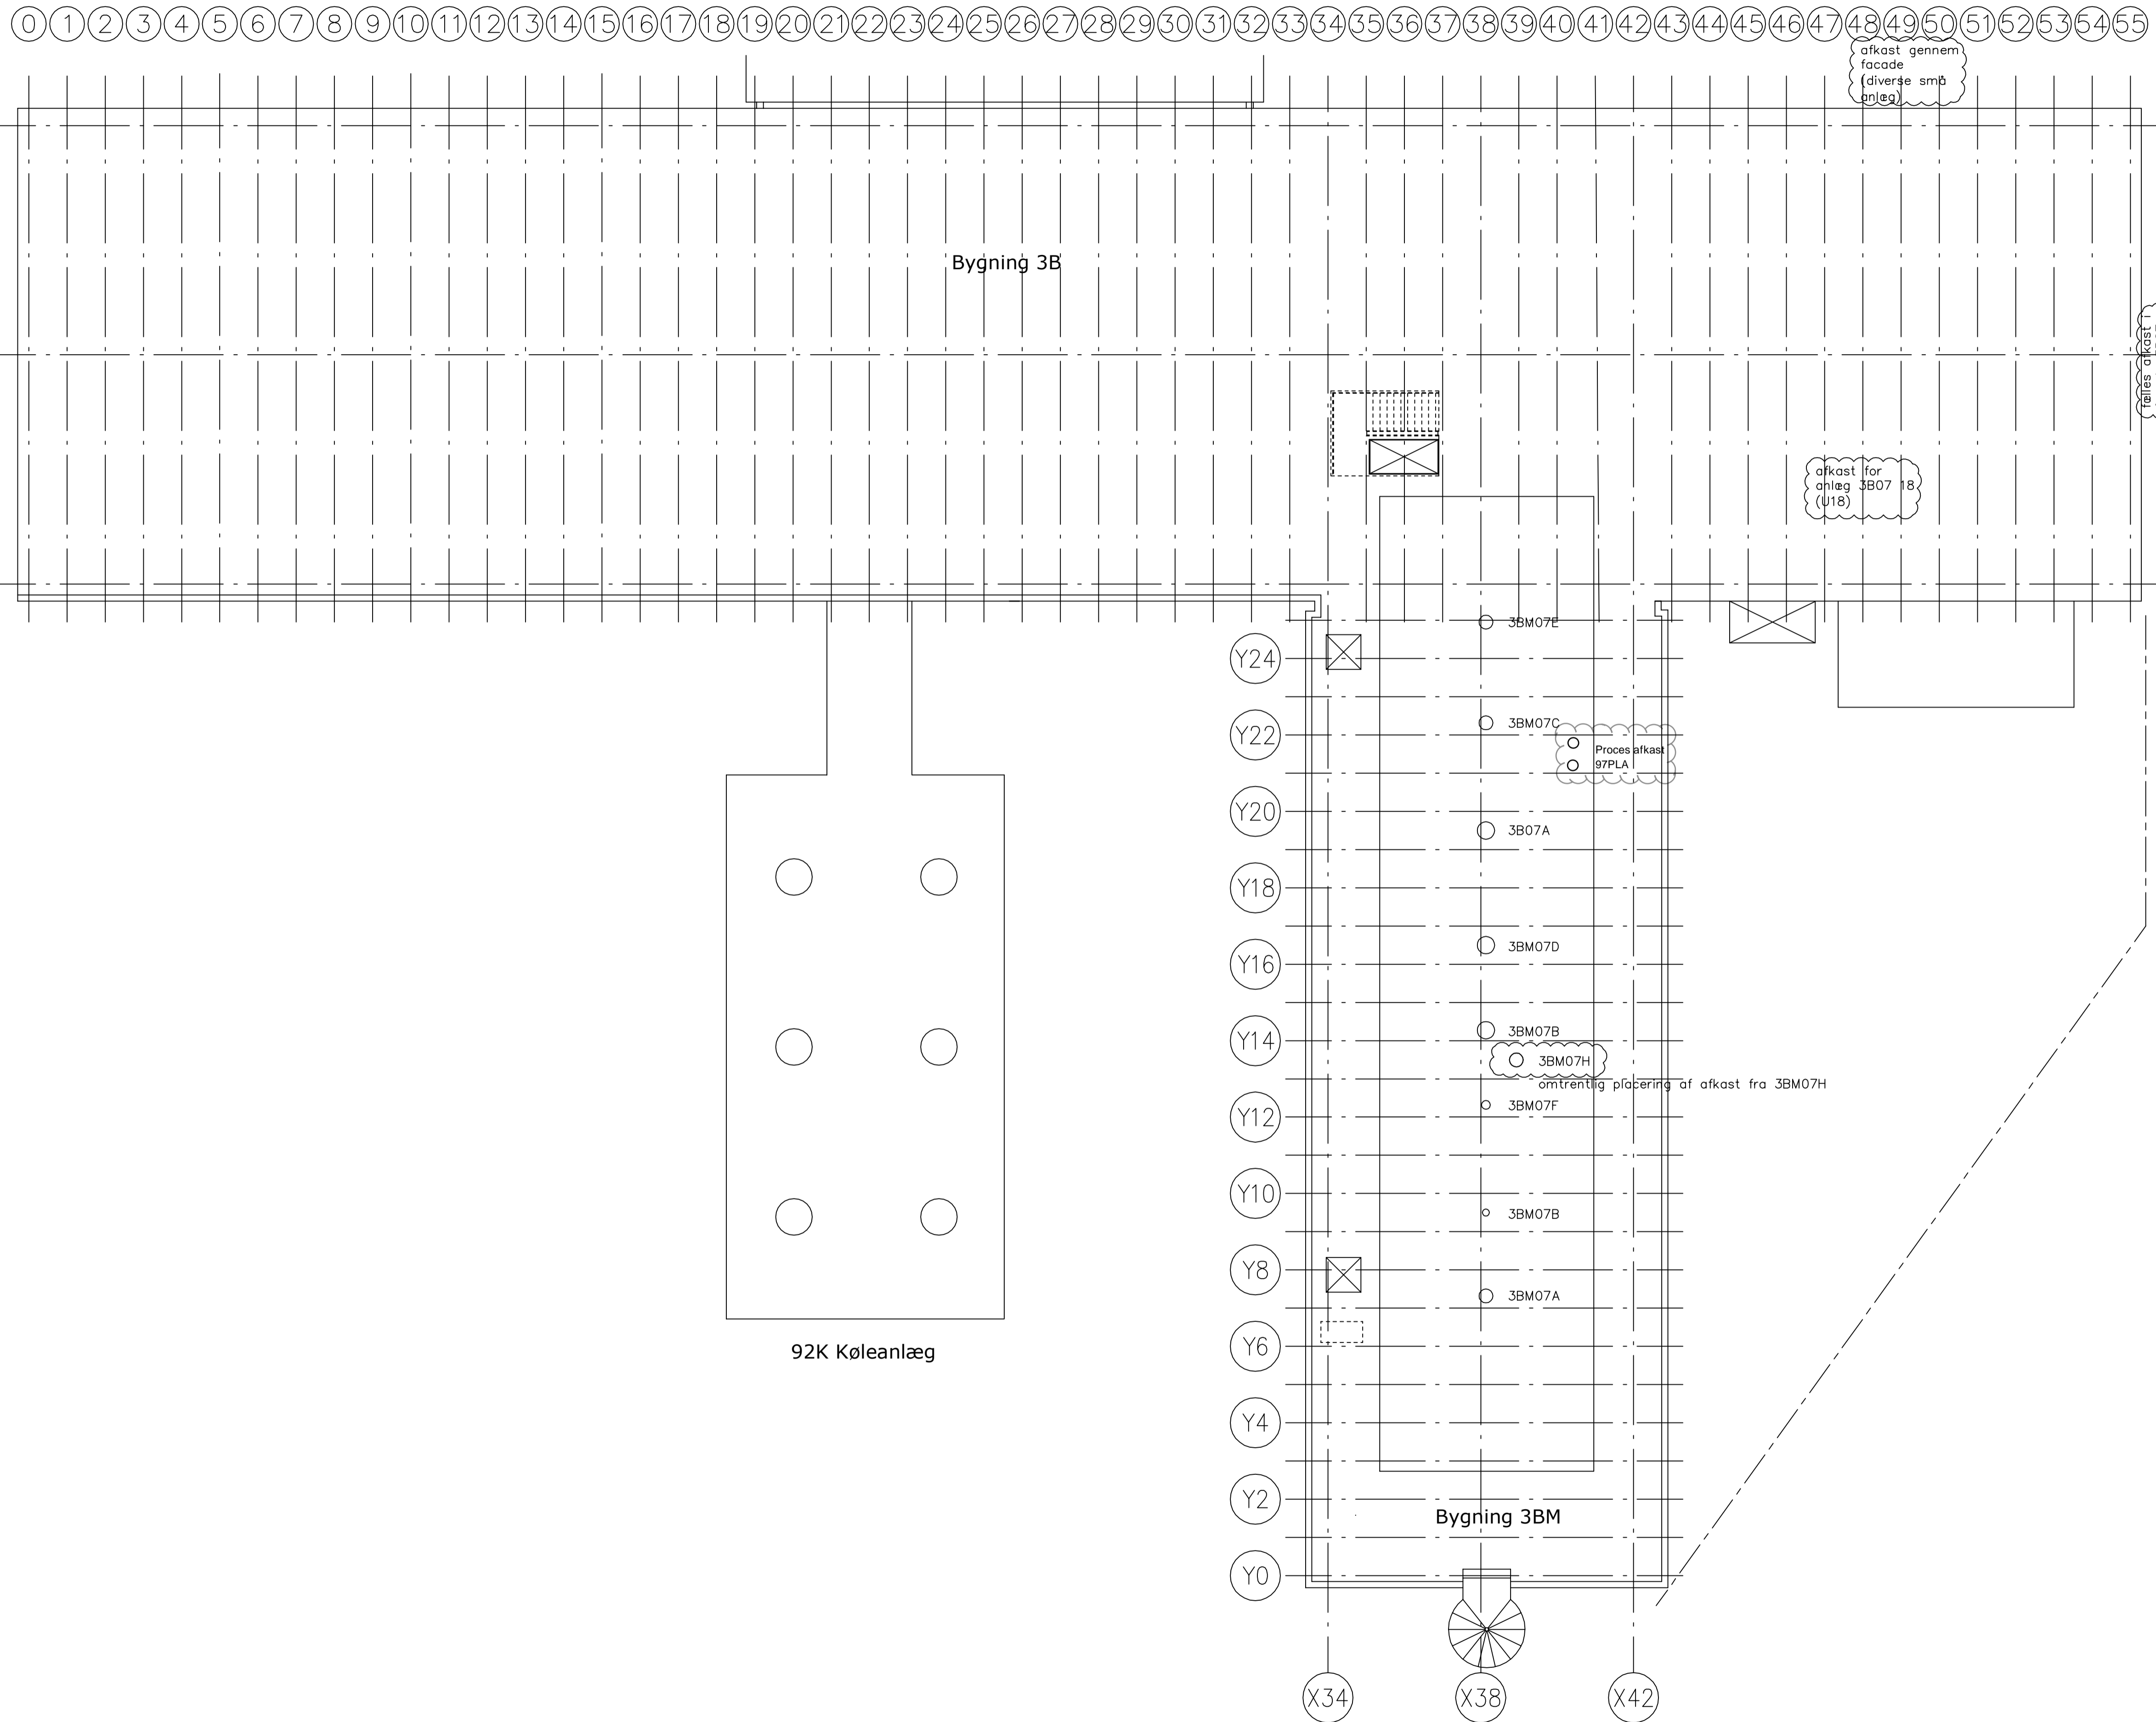 0 1 2 3 4 5 6 7 8 9 10 11 12 13 14 15 16 17 18 19 20 21 22 23 24 25 26 27 28 29 30 31 32 33 34 35 36 37 38 39 40 41 42 43 44 45 46 47 48 49 50 51 52 53 54 55
afkast gennem
facade
(diverse små
anlæg)
Bygning 3B
fælles afkast i
afkast for
anlæg 3B07 18
(U18)
3BM07E
Y24
3BM07C
Y22
Proces afkast
97PLA
Y20
3B07A
Y18
3BM07D
Y16
3BM07B
Y14
3BM07H
omtrentlig placering af afkast fra 3BM07H
3BM07F
Y12
Y10
3BM07B
Y8
3BM07A
Y6
92K Køleanlæg
Y4
Y2
Bygning 3BM
Y0
X34 X38 X42